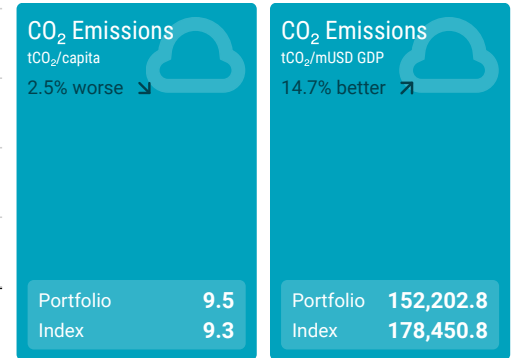 CO₂ Emissions
tCO₂/capita
2.5% worse
Portfolio 9.5
Index 9.3
CO₂ Emissions
tCO₂/mUSD GDP
14.7% better
Portfolio 152,202.8
Index 178,450.8